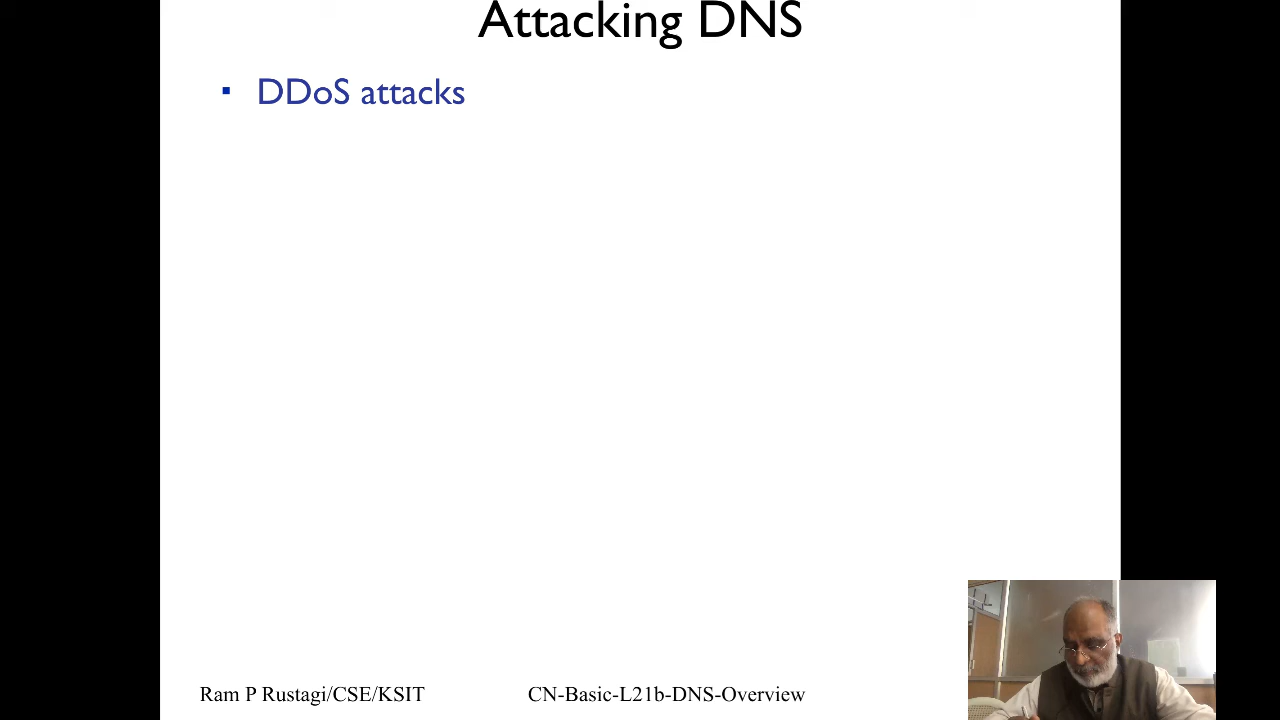 Attacking DNS
▪ DDoS attacks
Ram P Rustagi/CSE/KSIT
CN-Basic-L21b-DNS-Overview